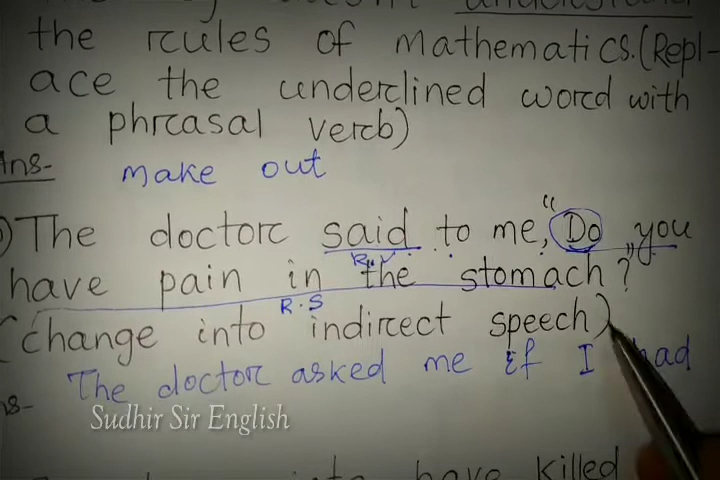 the rules of mathematics.(Repl-
ace the underlined word with
a phrasal verb)
Ans- make out
The doctor said to me, "Do you
R.V
have pain in the stomach?"
R.S
(change into indirect speech)
The doctor asked me if I had
Sudhir Sir English
have killed